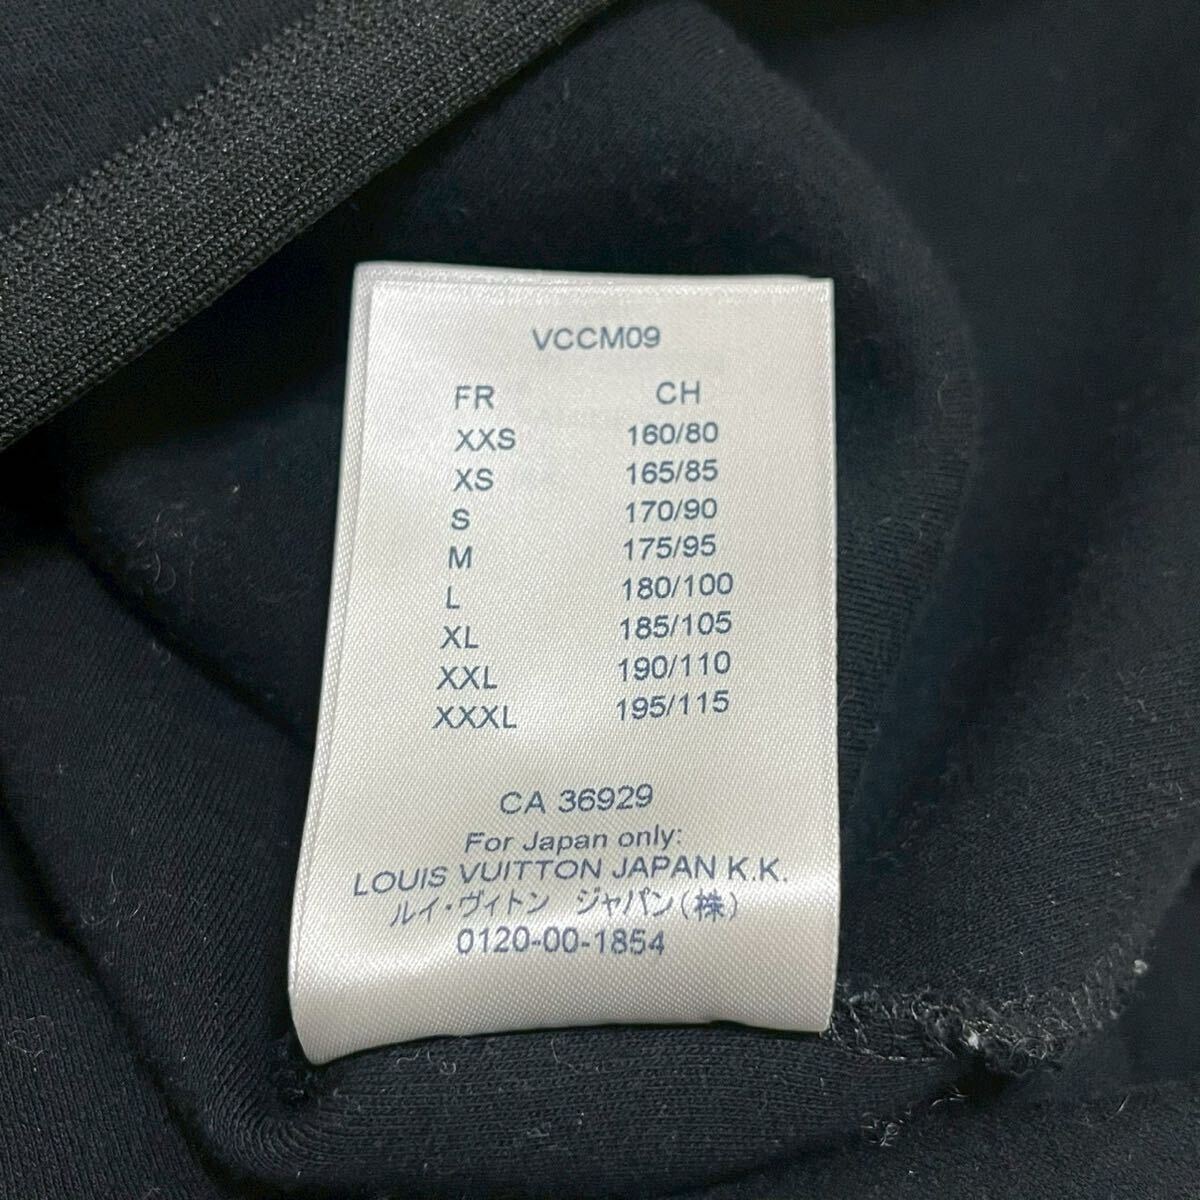 VCCM09
FR CH
XXS 160/80
XS 165/85
S 170/90
M 175/95
L 180/100
XL 185/105
XXL 190/110
XXXL 195/115
CA 36929
For Japan only:
LOUIS VUITTON JAPAN K.K.
ルイ・ヴィトン ジャパン(株)
0120-00-1854